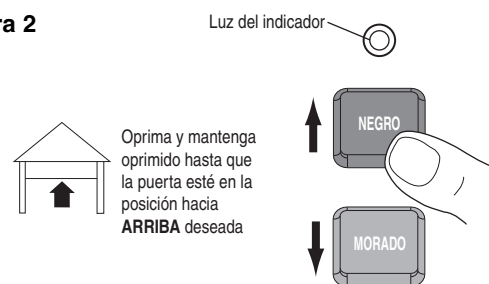 ra 2
Luz del indicador
NEGRO
Oprima y mantenga
oprimido hasta que
la puerta esté en la
posición hacia
ARRIBA deseada
MORADO